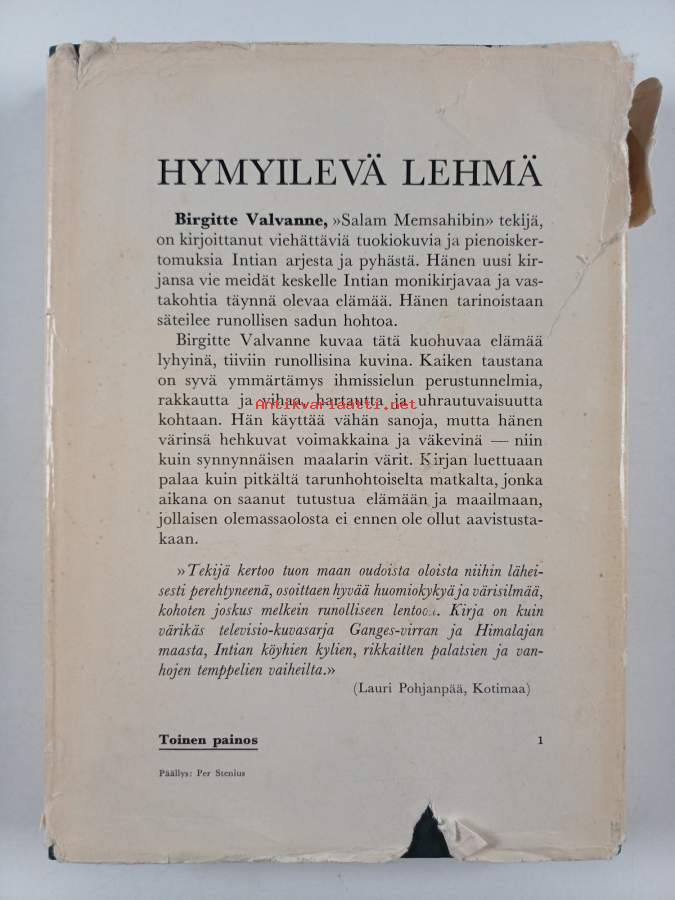 HYMYILEVÄ LEHMÄ
Birgitte Valvanne, »Salam Memsahibin» tekijä,
on kirjoittanut viehättäviä tuokiokuvia ja pienoisker-
tomuksia Intian arjesta ja pyhästä. Hänen uusi kir-
jansa vie meidät keskelle Intian monikirjavaa ja vas-
takohtia täynnä olevaa elämää. Hänen tarinoistaan
säteilee runollisen sadun hohtoa.
Birgitte Valvanne kuvaa tätä kuohuvaa elämää
lyhyinä, tiiviin runollisina kuvina. Kaiken taustana
on syvä ymmärtämys ihmissielun perustunnelmia,
rakkautta ja vihaa, hartautta ja uhrautuvaisuutta
Antikvariaatti.net
kohtaan. Hän käyttää vähän sanoja, mutta hänen
värinsä hehkuvat voimakkaina ja väkevinä — niin
kuin synnynnäisen maalarin värit. Kirjan luettuaan
palaa kuin pitkältä tarunhohtoiselta matkalta, jonka
aikana on saanut tutustua elämään ja maailmaan,
jollaisen olemassaolosta ei ennen ole ollut aavistusta-
kaan.
»Tekijä kertoo tuon maan oudoista oloista niihin lähei-
sesti perehtyneenä, osoittaen hyvää huomiokykyä ja värisilmää,
kohoten joskus melkein runolliseen Kirja on kuin
värikäs televisio-kuvasarja Ganges-virran ja Himalajan
maasta, Intian köyhien kylien, rikkaitten palatsien ja van-
hojen temppelien vaiheilta.»
(Lauri Pohjanpää, Kotimaa)
Toinen painos 1
Päällys: Per Stenius